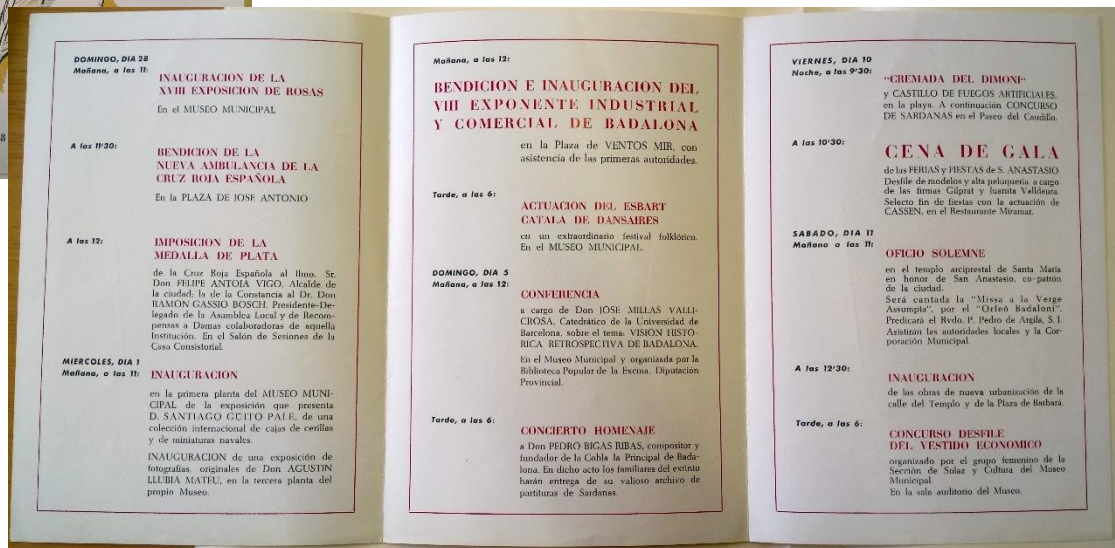 DOMINGO, DIA 28
Mañana, a las 11:
INAUGURACION DE LA
XVIII EXPOSICION DE ROSAS
En el MUSEO MUNICIPAL
A las 11'30:
BENDICION DE LA
NUEVA AMBULANCIA DE LA
CRUZ ROJA ESPAÑOLA
En la PLAZA DE JOSE ANTONIO
A las 12:
IMPOSICION DE LA
MEDALLA DE PLATA
de la Cruz Roja Española al Ilmo. Sr.
Don FELIPE ANTOJA VIGO, Alcalde de
la ciudad; la de la Constancia al Dr. Don
RAMON GASSIO BOSCH, Presidente-De-
legado de la Asamblea Local y de Recom-
pensas a Damas colaboradoras de aquella
Institución. En el Salón de Sesiones de la
Casa Consistorial.
MIERCOLES, DIA 1
Mañana, a las 11:
INAUGURACION
en la primera planta del MUSEO MUNI-
CIPAL de la exposición que presenta
D. SANTIAGO GUITO PALE, de una
colección internacional de cajas de cerillas
y de miniaturas navales.
INAUGURACION de una exposición de
fotografías, originales de Don AGUSTIN
LLUBIA MATEU, en la tercera planta del
propio Museo.
Mañana, a las 12:
BENDICION E INAUGURACION DEL
VIII EXPONENTE INDUSTRIAL
Y COMERCIAL DE BADALONA
en la Plaza de VENTOS MIR, con
asistencia de las primeras autoridades.
Tarde, a las 6:
ACTUACION DEL ESBART
CATALA DE DANSAIRES
en un extraordinario festival folklórico.
En el MUSEO MUNICIPAL.
DOMINGO, DIA 5
Mañana, a las 12:
CONFERENCIA
a cargo de Don JOSE MILLAS VALLI-
CROSA, Catedrático de la Universidad de
Barcelona, sobre el tema: VISION HISTO-
RICA RETROSPECTIVA DE BADALONA.
En el Museo Municipal y organizada por la
Biblioteca Popular de la Excma. Diputación
Provincial.
Tarde, a las 6:
CONCIERTO HOMENAJE
a Don PEDRO BIGAS RIBAS, compositor y
fundador de la Cobla la Principal de Bada-
lona. En dicho acto los familiares del extinto
harán entrega de su valioso archivo de
partituras de Sardanas.
VIERNES, DIA 10
Noche, a las 9'30:
"CREMADA DEL DIMONI"
y CASTILLO DE FUEGOS ARTIFICIALES,
en la playa. A continuación CONCURSO
DE SARDANAS en el Paseo del Caudillo.
A las 10'30:
CENA DE GALA
de las FERIAS y FIESTAS de S. ANASTASIO
Desfile de modelos y alta peluquería, a cargo
de las firmas Gilprat y Juanita Valldaura.
Selecto fin de fiestas con la actuación de
CASSEN, en el Restaurante Miramar.
SABADO, DIA 11
Mañana a las 11:
OFICIO SOLEMNE
en el templo arciprestal de Santa María
en honor de San Anastasio, co-patrón
de la ciudad.
Será cantada la "Missa a la Verge
Assumpta", por el "Orfeó Badaloní".
Predicará el Rvdo. P. Pedro de Argila, S. I.
Asistirán las autoridades locales y la Cor-
poración Municipal.
A las 12'30:
INAUGURACION
de las obras de nueva urbanización de la
calle del Templo y de la Plaza de Barbará.
Tarde, a las 6:
CONCURSO DESFILE
DEL VESTIDO ECONOMICO
organizado por el grupo femenino de la
Sección de Solaz y Cultura del Museo
Municipal.
En la sala auditorio del Museo.
8